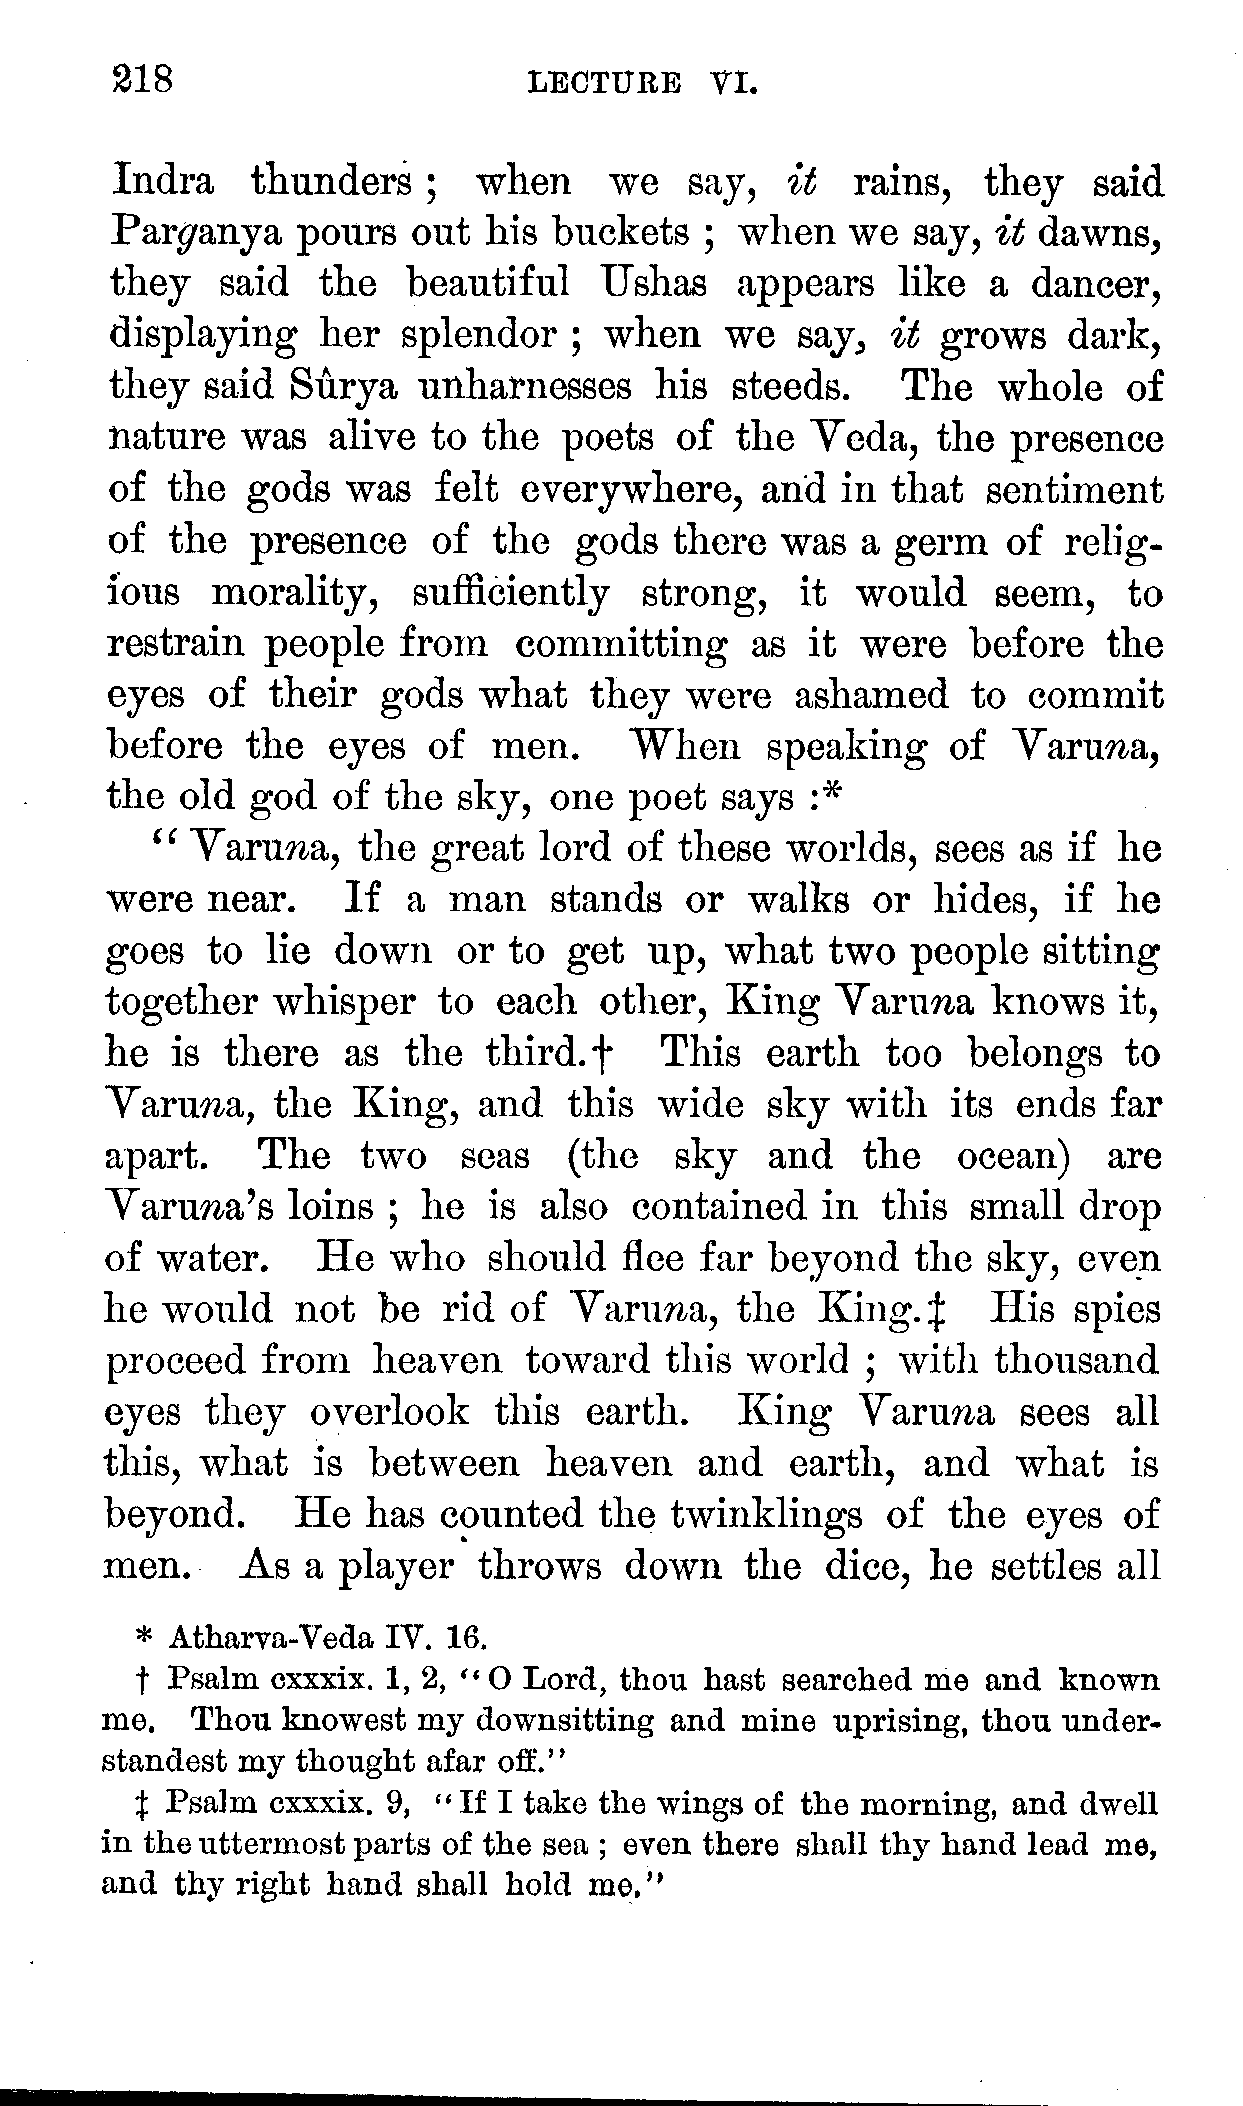 218 LECTURE VI.
Indra thunders ; when we say, it rains, they said
Parganya pours out his buckets ; when we say, it dawns,
they said the beautiful Ushas appears like a dancer,
displaying her splendor ; when we say, it grows dark,
they said Sûrya unharnesses his steeds. The whole of
nature was alive to the poets of the Veda, the presence
of the gods was felt everywhere, and in that sentiment
of the presence of the gods there was a germ of relig-
ious morality, sufficiently strong, it would seem, to
restrain people from committing as it were before the
eyes of their gods what they were ashamed to commit
before the eyes of men. When speaking of Varuna,
the old god of the sky, one poet says :*
“ Varuna, the great lord of these worlds, sees as if he
were near. If a man stands or walks or hides, if he
goes to lie down or to get up, what two people sitting
together whisper to each other, King Varuna knows it,
he is there as the third.† This earth too belongs to
Varuna, the King, and this wide sky with its ends far
apart. The two seas (the sky and the ocean) are
Varuna’s loins ; he is also contained in this small drop
of water. He who should flee far beyond the sky, even
he would not be rid of Varuna, the King.‡ His spies
proceed from heaven toward this world ; with thousand
eyes they overlook this earth. King Varuna sees all
this, what is between heaven and earth, and what is
beyond. He has counted the twinklings of the eyes of
men. As a player throws down the dice, he settles all
* Atharva-Veda IV. 16.
† Psalm cxxxix. 1, 2, “ O Lord, thou hast searched me and known
me. Thou knowest my downsitting and mine uprising, thou under-
standest my thought afar off.”
‡ Psalm cxxxix. 9, “ If I take the wings of the morning, and dwell
in the uttermost parts of the sea ; even there shall thy hand lead me,
and thy right hand shall hold me.”